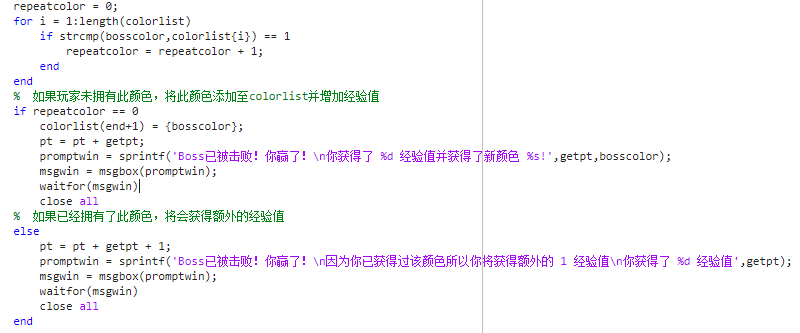 repeatcolor = 0;
for i = 1:length(colorlist)
    if strcmp(bosscolor,colorlist{i}) == 1
        repeatcolor = repeatcolor + 1;
    end
end
%  如果玩家未拥有此颜色，将此颜色添加至colorlist并增加经验值
if repeatcolor == 0
    colorlist(end+1) = {bosscolor};
    pt = pt + getpt;
    promptwin = sprintf('Boss已被击败！你赢了！\n你获得了 %d 经验值并获得了新颜色 %s!',getpt,bosscolor);
    msgwin = msgbox(promptwin);
    waitfor(msgwin)
    close all
%  如果已经拥有了此颜色，将会获得额外的经验值
else
    pt = pt + getpt + 1;
    promptwin = sprintf('Boss已被击败！你赢了！\n因为你已获得过该颜色所以你将获得额外的 1 经验值\n你获得了 %d 经验值',getpt);
    msgwin = msgbox(promptwin);
    waitfor(msgwin)
    close all
end